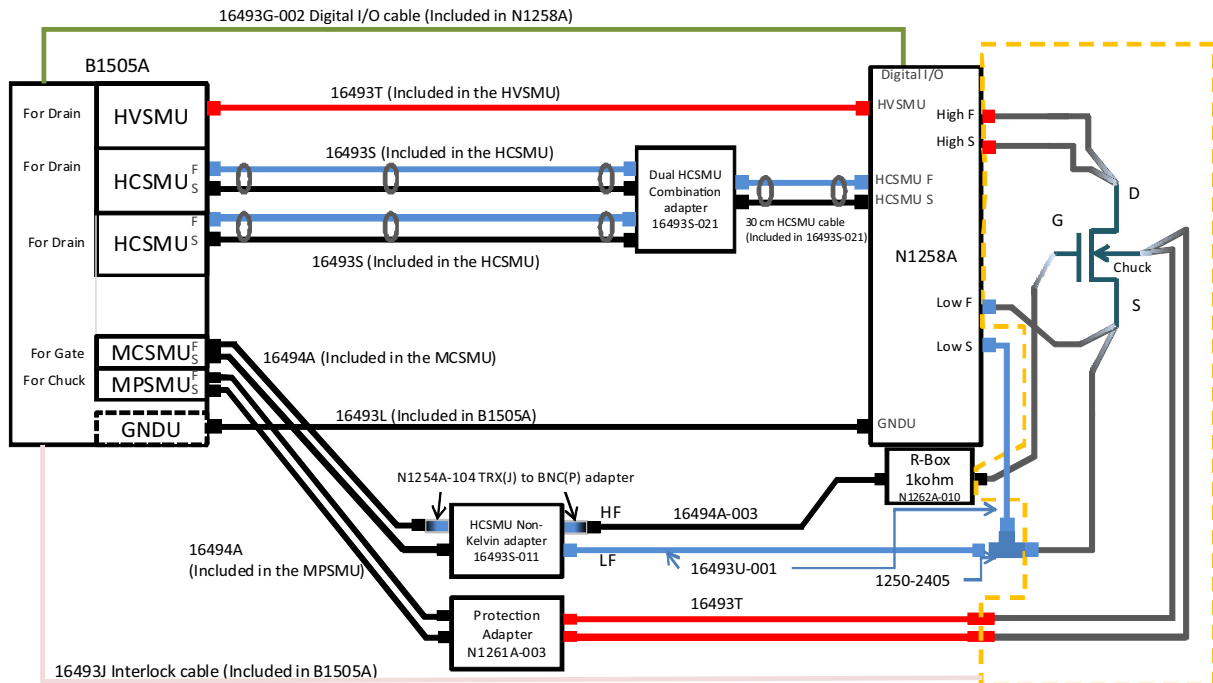 16493G-002 Digital I/O cable (Included in N1258A)
B1505A
Digital I/O
For Drain
HVSMU
16493T (Included in the HVSMU)
HVSMU
High F
High S
For Drain
HCSMU
F
S
16493S (Included in the HCSMU)
Dual HCSMU
Combination
adapter
16493S-021
HCSMU F
HCSMU S
30 cm HCSMU cable
(Included in 16493S-021)
D
G
Chuck
S
For Drain
HCSMU
F
S
16493S (Included in the HCSMU)
N1258A
Low F
Low S
For Gate
MCSMU
F
S
16494A (Included in the MCSMU)
For Chuck
MPSMU
F
S
GNDU
16493L (Included in B1505A)
GNDU
R-Box
1kohm
N1262A-010
N1254A-104 TRX(J) to BNC(P) adapter
HCSMU Non-
Kelvin adapter
16493S-011
HF
16494A-003
LF
16493U-001
1250-2405
16494A
(Included in the MPSMU)
16493T
Protection
Adapter
N1261A-003
16493J Interlock cable (Included in B1505A)